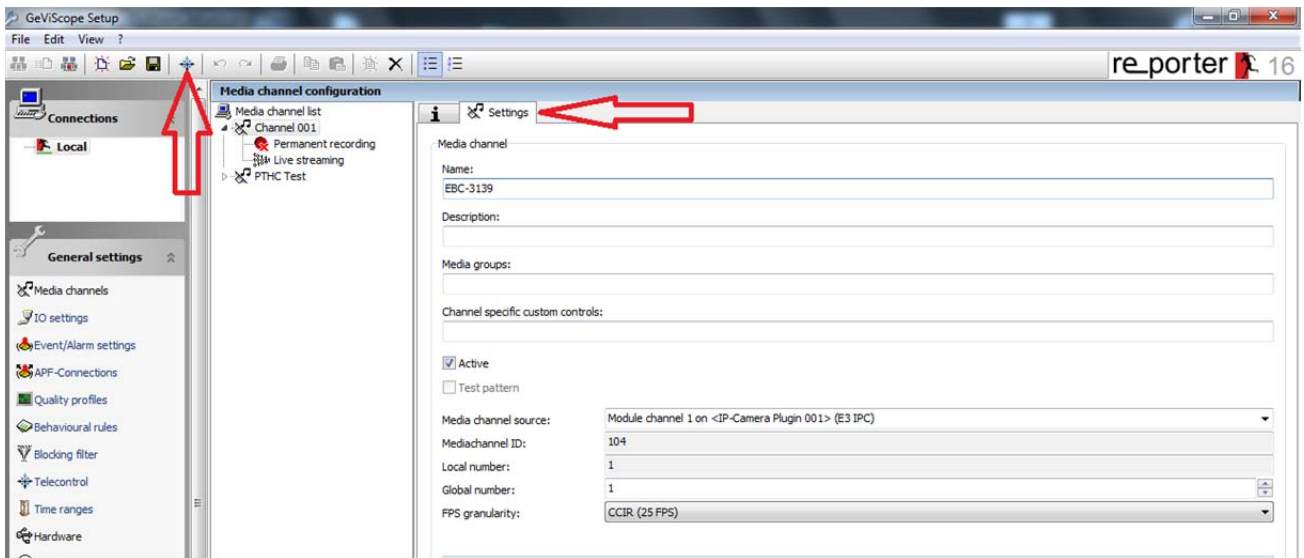 GeViScope Setup
File Edit View ?
re_porter 16
Connections
Local
General settings
Media channels
IO settings
Event/Alarm settings
APF-Connections
Quality profiles
Behavioural rules
Blocking filter
Telecontrol
Time ranges
Hardware
Media channel configuration
Media channel list
Channel 001
Permanent recording
Live streaming
PTHC Test
i Settings
Media channel
Name:
EBC-3139
Description:
Media groups:
Channel specific custom controls:
Active
Test pattern
Media channel source: Module channel 1 on <IP-Camera Plugin 001> (E3 IPC)
Mediachannel ID: 104
Local number: 1
Global number: 1
FPS granularity: CCIR (25 FPS)